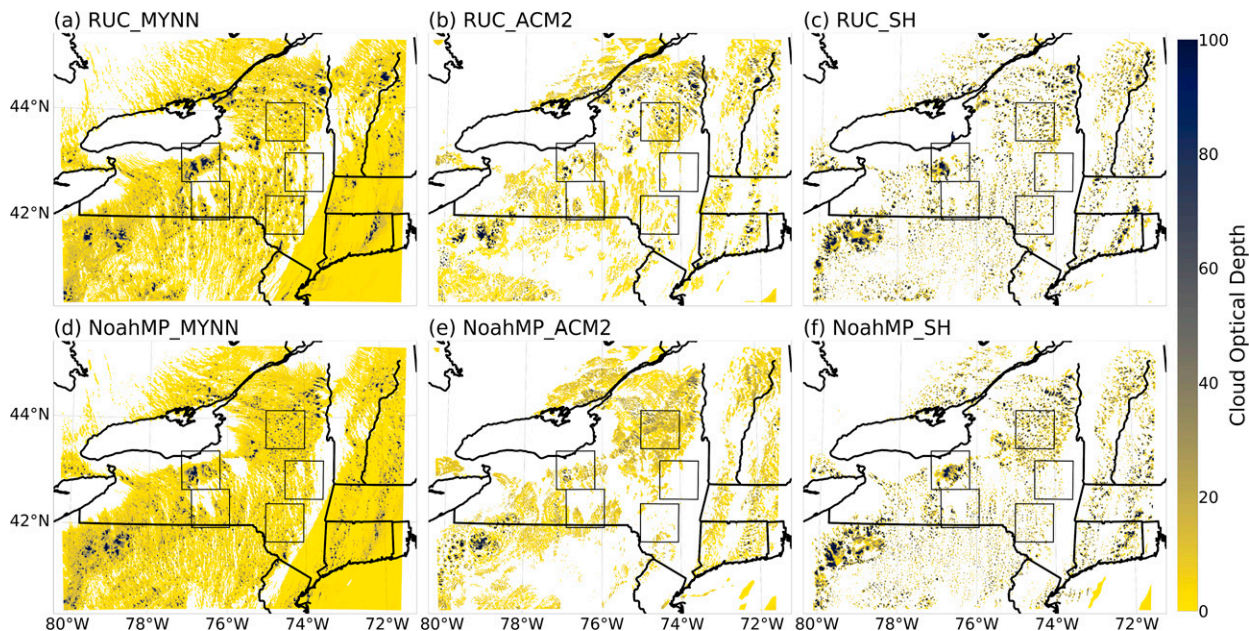 (a) RUC_MYNN
(b) RUC_ACM2
(c) RUC_SH
44°N
42°N
(d) NoahMP_MYNN
(e) NoahMP_ACM2
(f) NoahMP_SH
44°N
42°N
80°W 78°W 76°W 74°W 72°W
80°W 78°W 76°W 74°W 72°W
80°W 78°W 76°W 74°W 72°W
100
80
60
40
20
0
Cloud Optical Depth